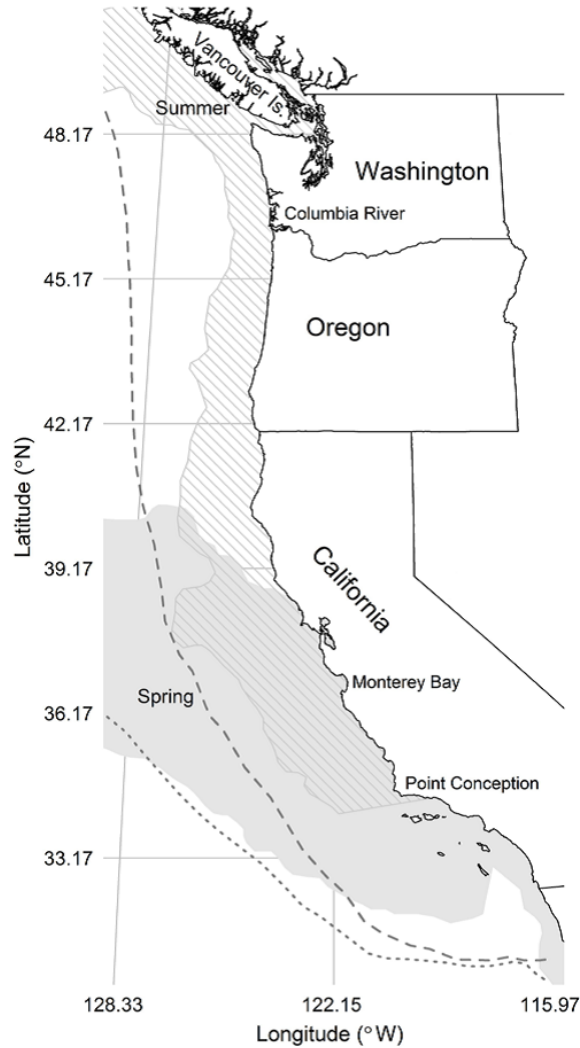 Vancouver Is.
Summer
48.17
Washington
Columbia River
45.17
Oregon
42.17
Latitude (°N)
39.17
California
Monterey Bay
Spring
36.17
Point Conception
33.17
128.33
122.15
115.97
Longitude (°W)